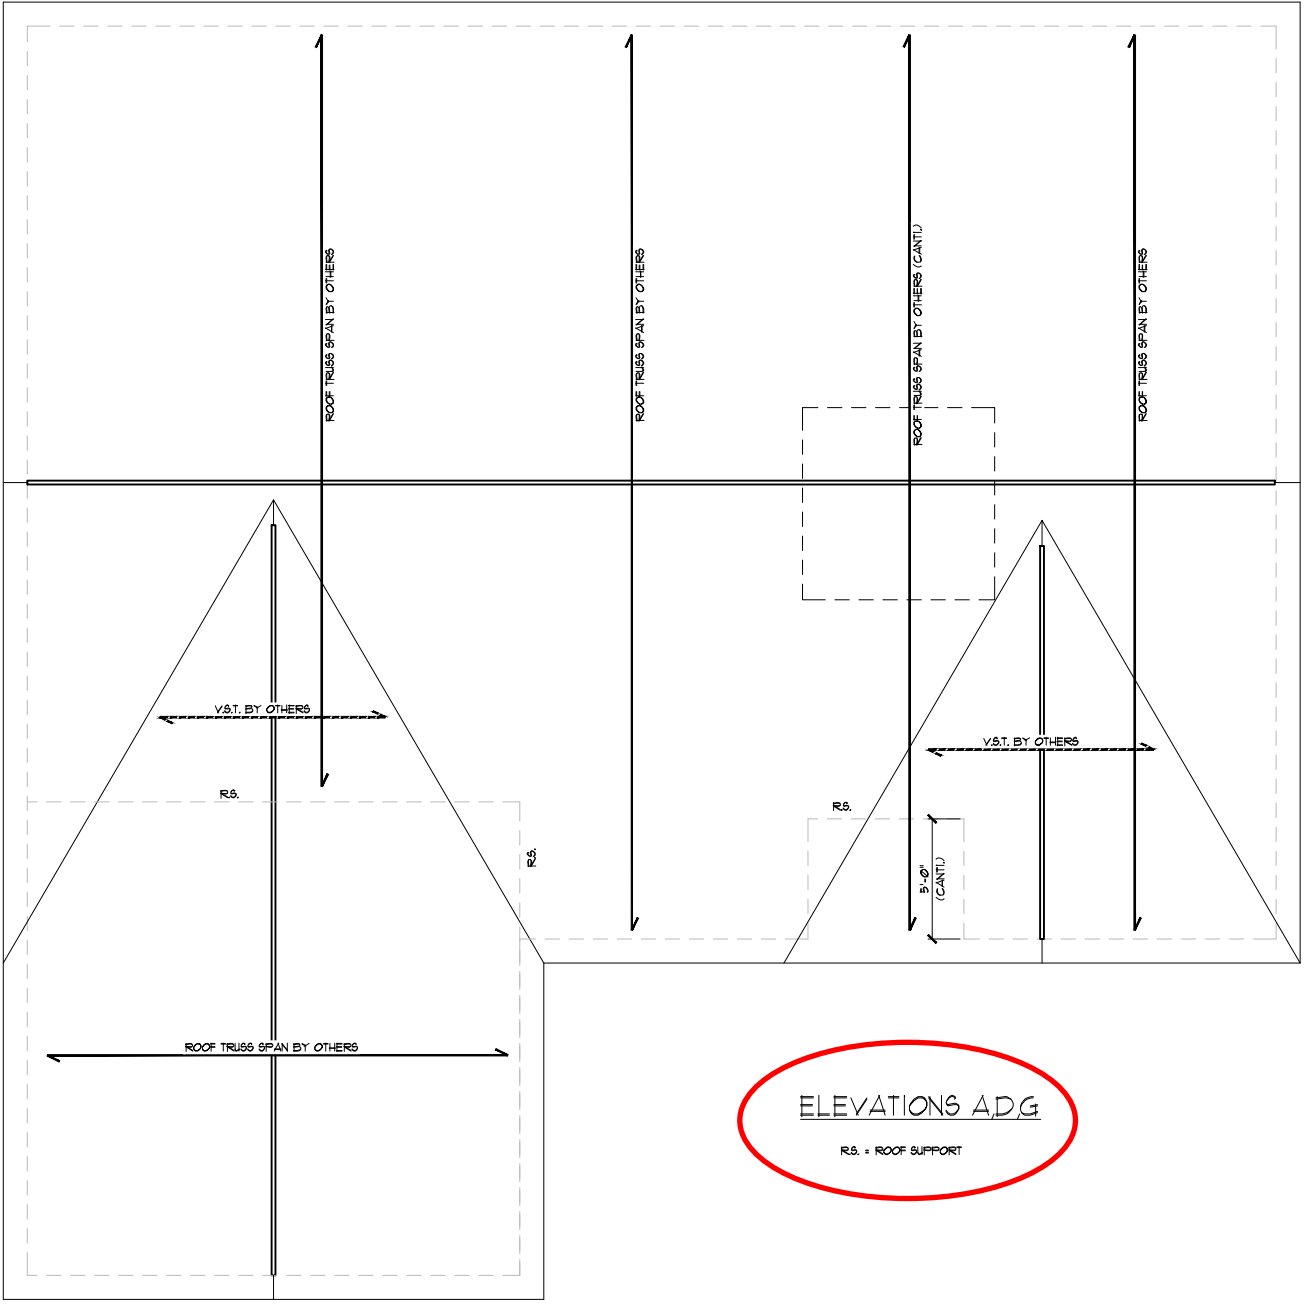 ROOF TRUSS SPAN BY OTHERS
ROOF TRUSS SPAN BY OTHERS
ROOF TRUSS SPAN BY OTHERS (CANTI.)
ROOF TRUSS SPAN BY OTHERS
V.S.T. BY OTHERS
V.S.T. BY OTHERS
R.S.
R.S.
R.S.
5'-0"
(CANTI.)
ROOF TRUSS SPAN BY OTHERS
ELEVATIONS A,D,G
R.S. = ROOF SUPPORT